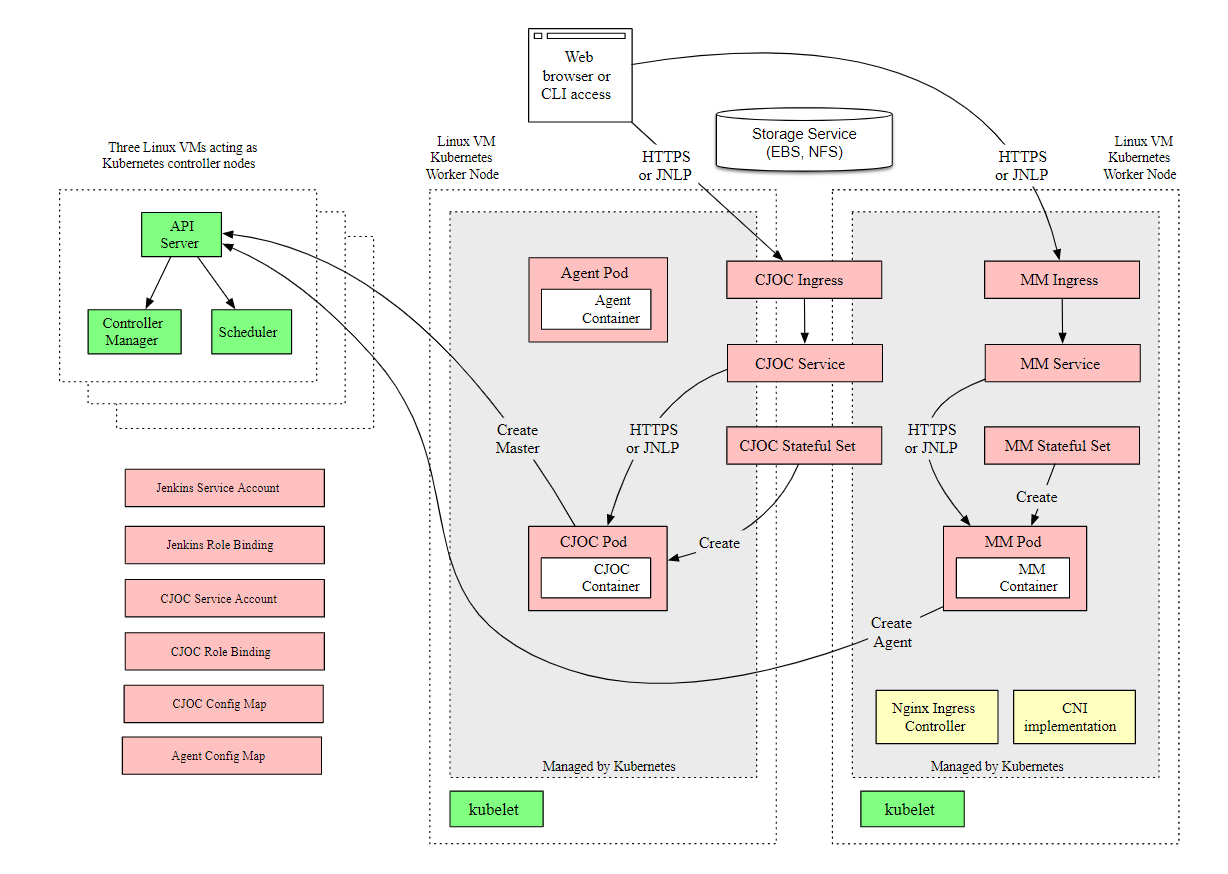 Web
browser or
CLI access
Storage Service
(EBS, NFS)
Three Linux VMs acting as
Kubernetes controller nodes
Linux VM
Kubernetes
Worker Node
HTTPS
or JNLP
HTTPS
or JNLP
Linux VM
Kubernetes
Worker Node
API
Server
Controller
Manager
Scheduler
Agent Pod
Agent
Container
CJOC Ingress
MM Ingress
CJOC Service
MM Service
Create
Master
HTTPS
or JNLP
CJOC Stateful Set
HTTPS
or JNLP
MM Stateful Set
Jenkins Service Account
Jenkins Role Binding
CJOC Service Account
CJOC Role Binding
CJOC Config Map
Agent Config Map
Create
Create
CJOC Pod
CJOC
Container
MM Pod
MM
Container
Create
Agent
Nginx Ingress
Controller
CNI
implementation
Managed by Kubernetes
Managed by Kubernetes
kubelet
kubelet